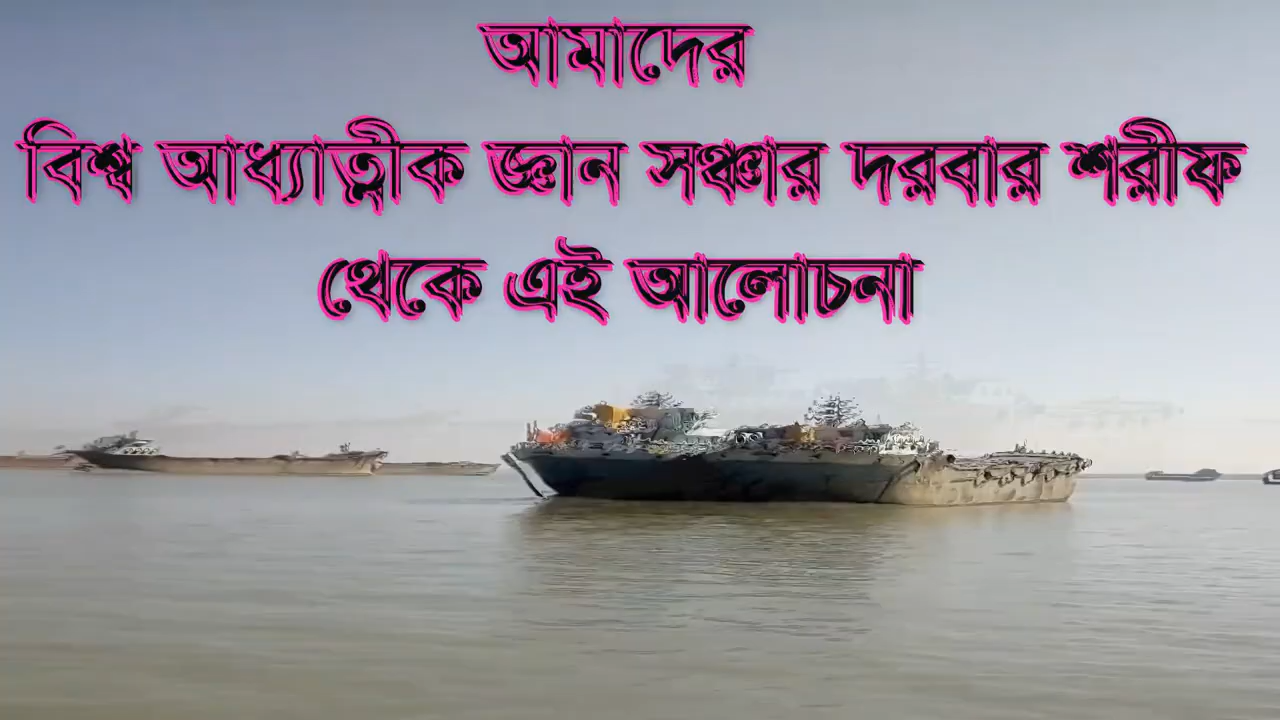 আমাদের
বিশ্ব আধ্যাত্নীক জ্ঞান সঞ্চার দরবার শরীফ
থেকে এই আলোচনা